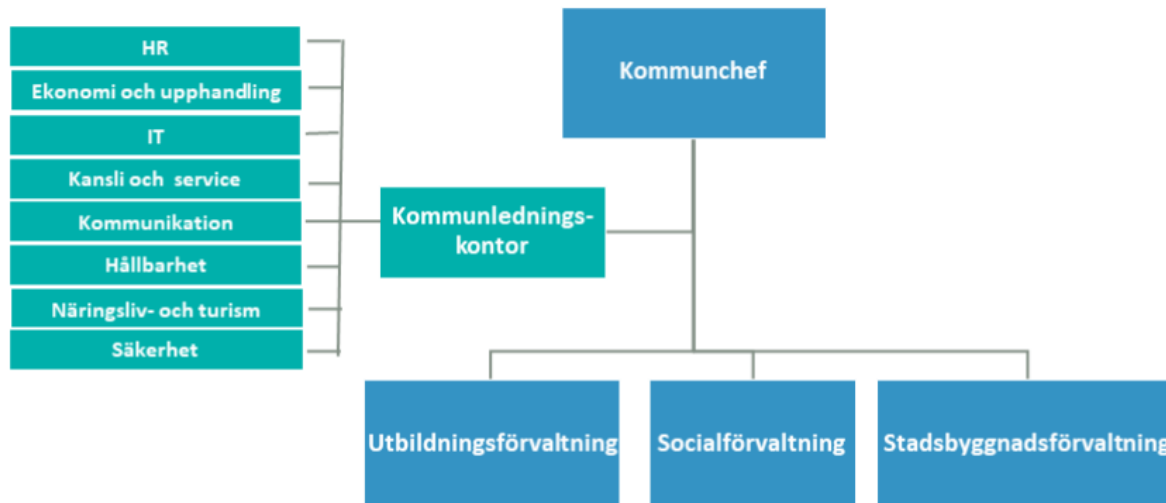 HR
Ekonomi och upphandling
IT
Kansli och service
Kommunikation
Hållbarhet
Näringsliv- och turism
Säkerhet
Kommunlednings-
kontor
Kommunchef
Utbildningsförvaltning
Socialförvaltning
Stadsbyggnadsförvaltning